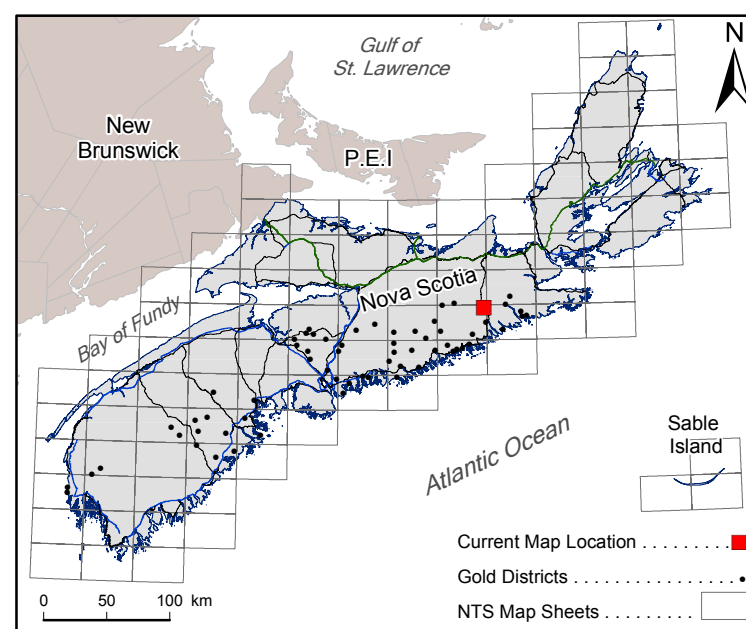 N
Gulf of
St. Lawrence
New
Brunswick
P.E.I
Nova Scotia
Bay of Fundy
Atlantic Ocean
Sable
Island
Current Map Location . . . . . . . . .
Gold Districts . . . . . . . . . . . . . . . .
NTS Map Sheets . . . . . . . .
0 50 100 km